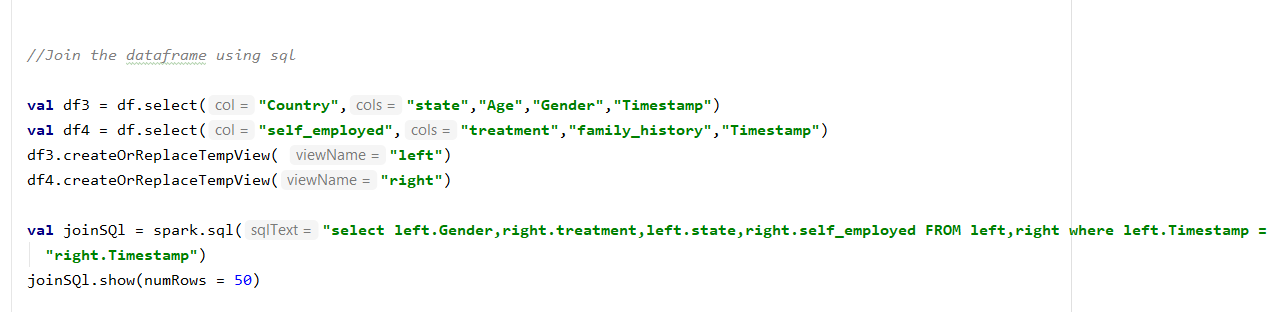 //Join the dataframe using sql
val df3 = df.select( col = "Country", cols = "state","Age","Gender","Timestamp")
val df4 = df.select( col = "self_employed", cols = "treatment","family_history","Timestamp")
df3.createOrReplaceTempView( viewName = "left")
df4.createOrReplaceTempView( viewName = "right")
val joinSQl = spark.sql( sqlText = "select left.Gender,right.treatment,left.state,right.self_employed FROM left,right where left.Timestamp =
"right.Timestamp")
joinSQl.show(numRows = 50)